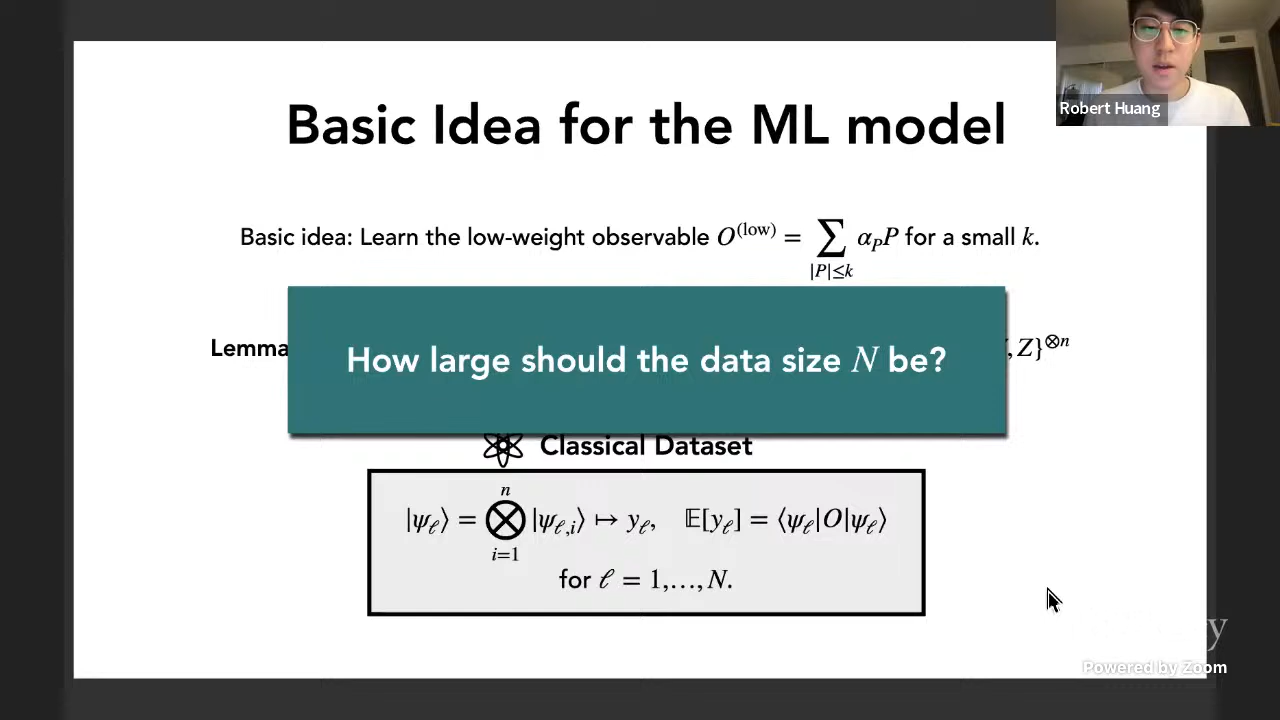 Robert Huang
Basic Idea for the ML model
Basic idea: Learn the low-weight observable O^(low) = ∑_{|P|≤k} α_P P for a small k.
Lemma
, Z}^{⊗n}
How large should the data size N be?
Classical Dataset
|ψ_ℓ⟩ = ⨂_{i=1}^{n} |ψ_{ℓ,i}⟩ ↦ y_ℓ, 𝔼[y_ℓ] = ⟨ψ_ℓ|O|ψ_ℓ⟩
for ℓ = 1,…,N.
Powered by Zoom